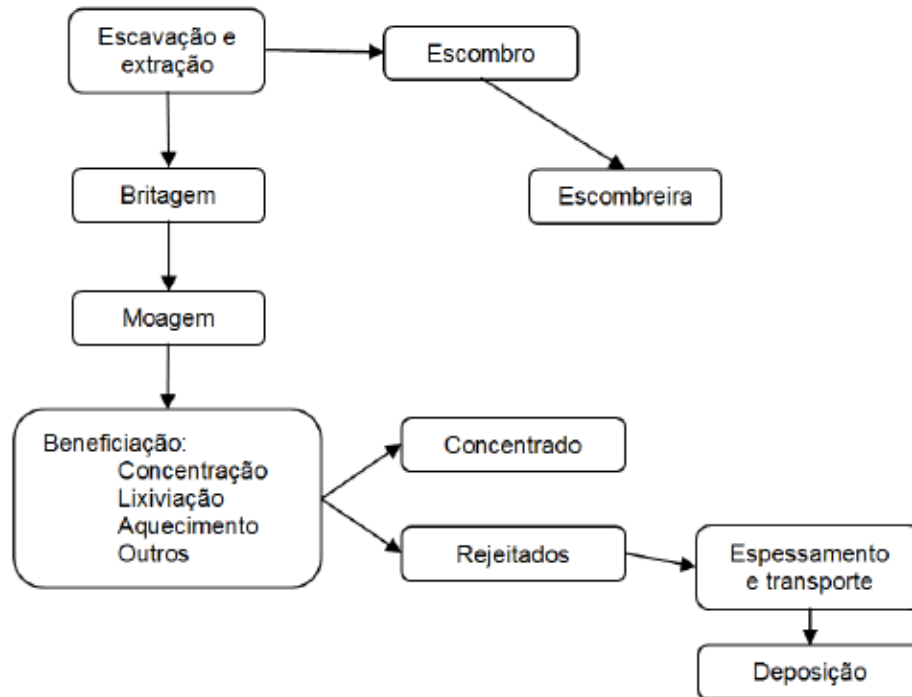 Escavação e
extração
Escombro
Escombreira
Britagem
Moagem
Beneficiação:
Concentração
Lixiviação
Aquecimento
Outros
Concentrado
Rejeitados
Espessamento
e transporte
Deposição